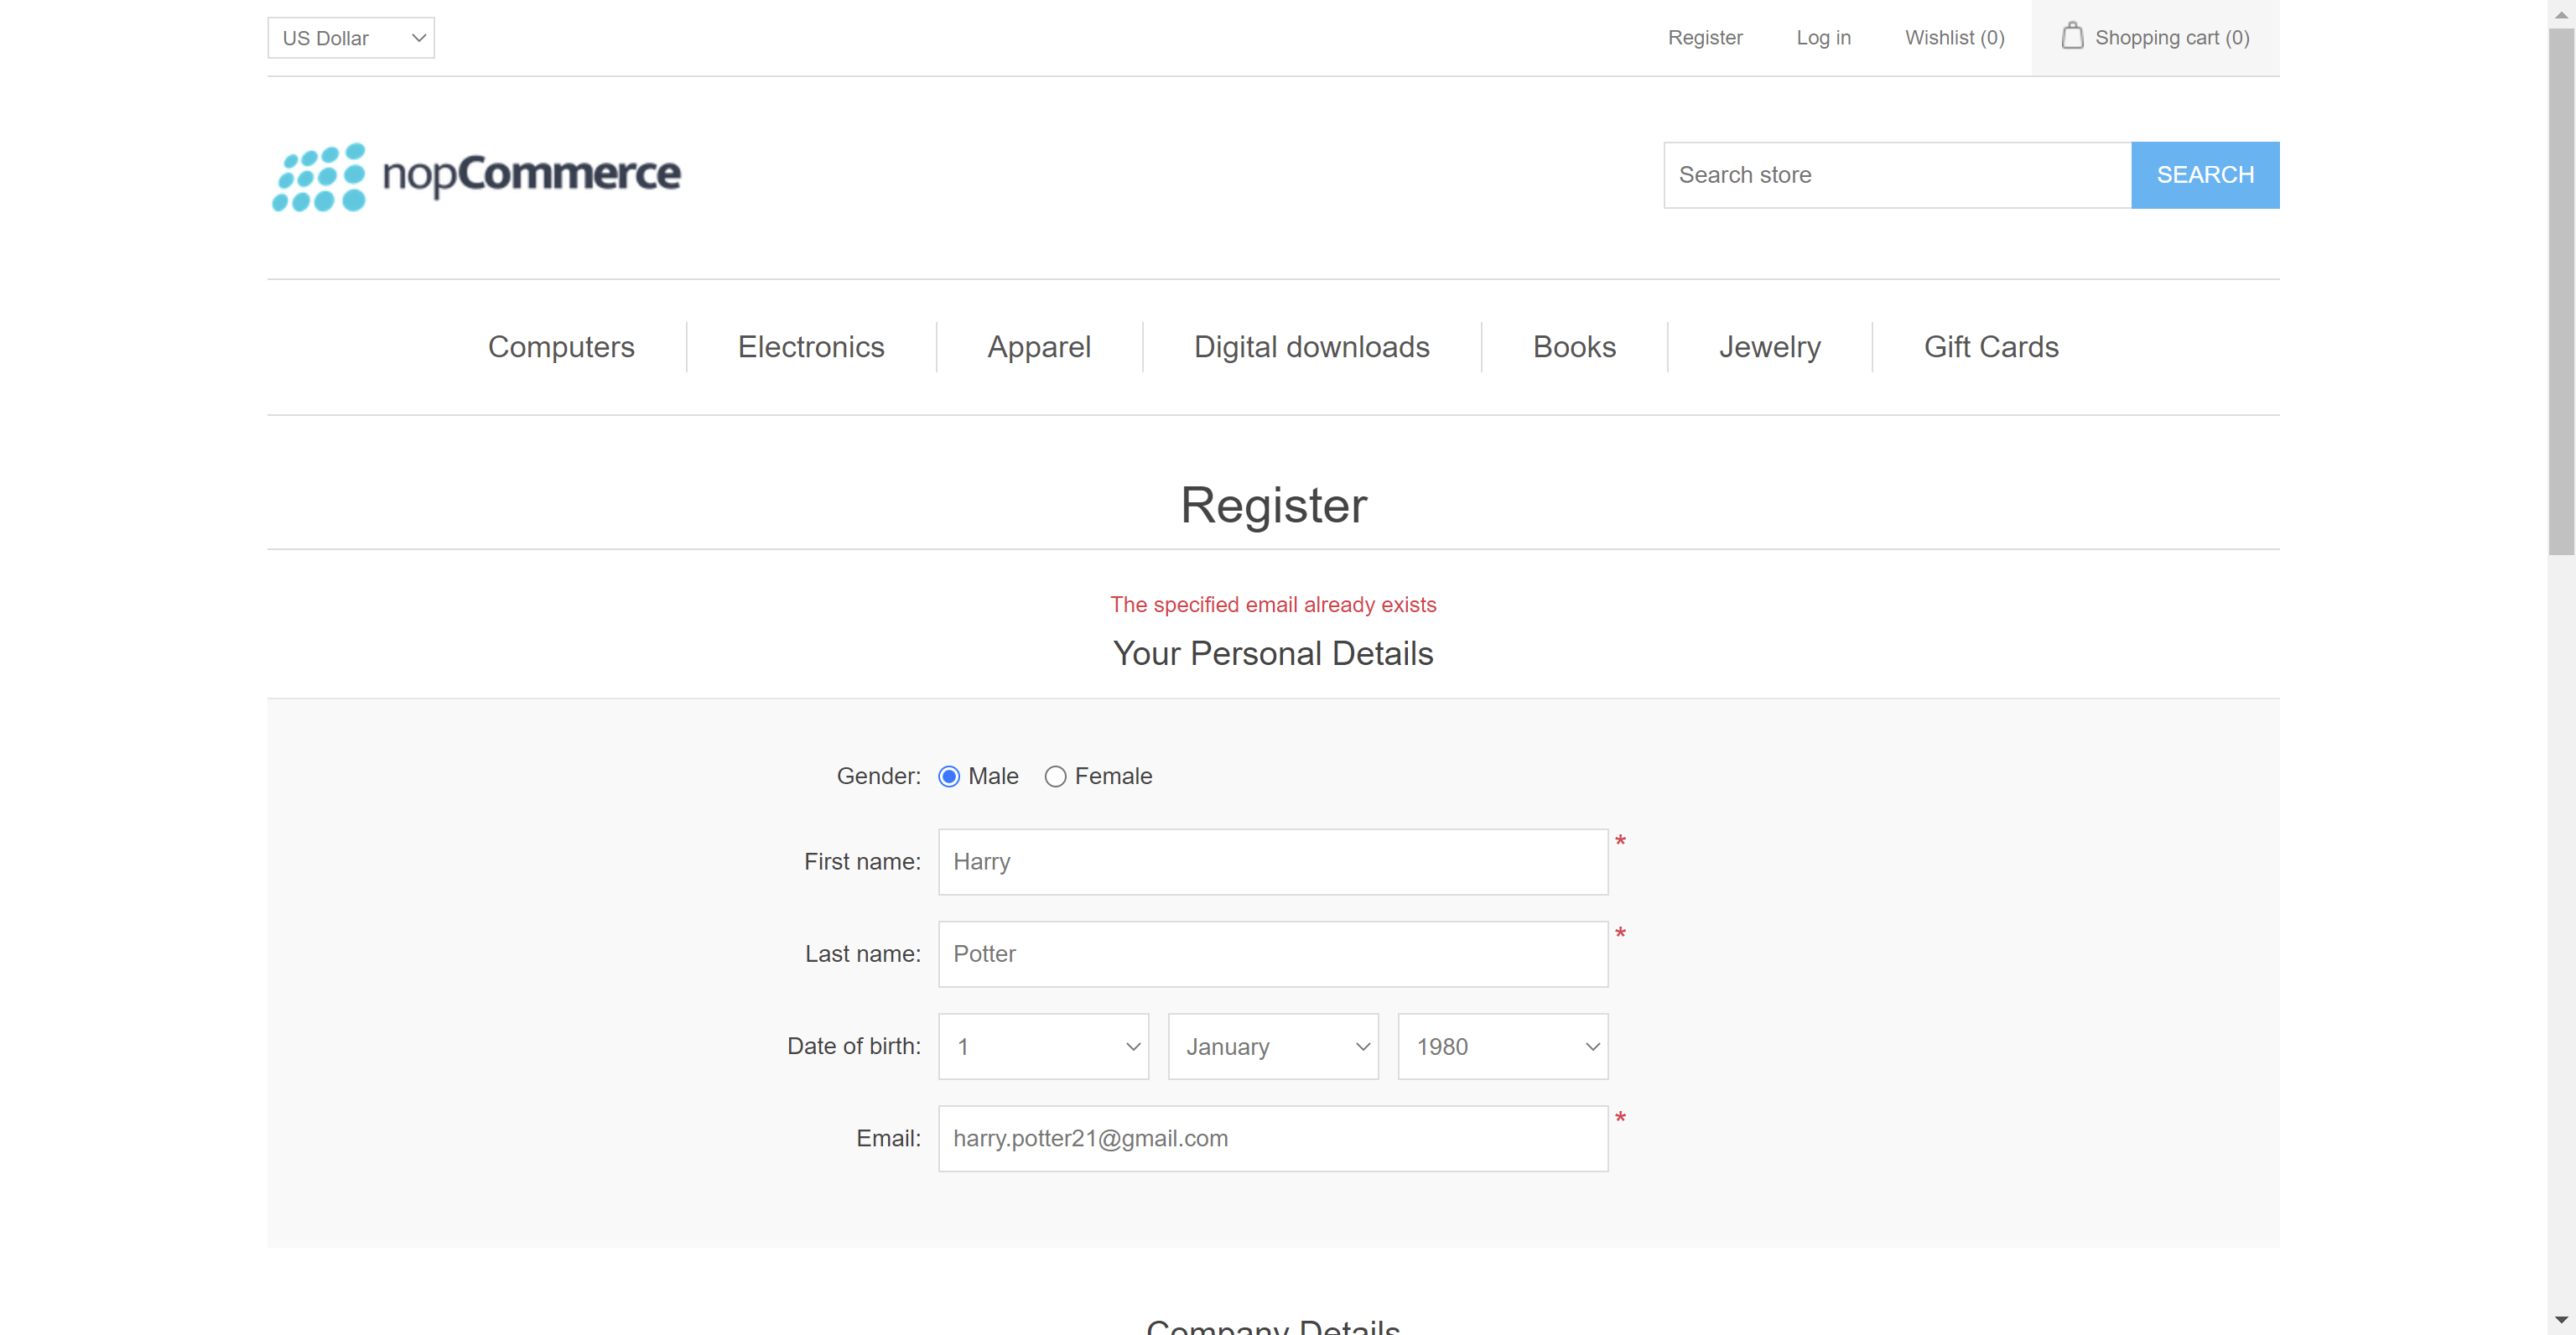 US Dollar Register Log in Wishlist (0) Shopping cart (0)
nopCommerce Search store SEARCH
Computers Electronics Apparel Digital downloads Books Jewelry Gift Cards
Register
The specified email already exists
Your Personal Details
Gender: Male Female
First name: Harry *
Last name: Potter *
Date of birth: 1 January 1980
Email: harry.potter21@gmail.com *
Company Details